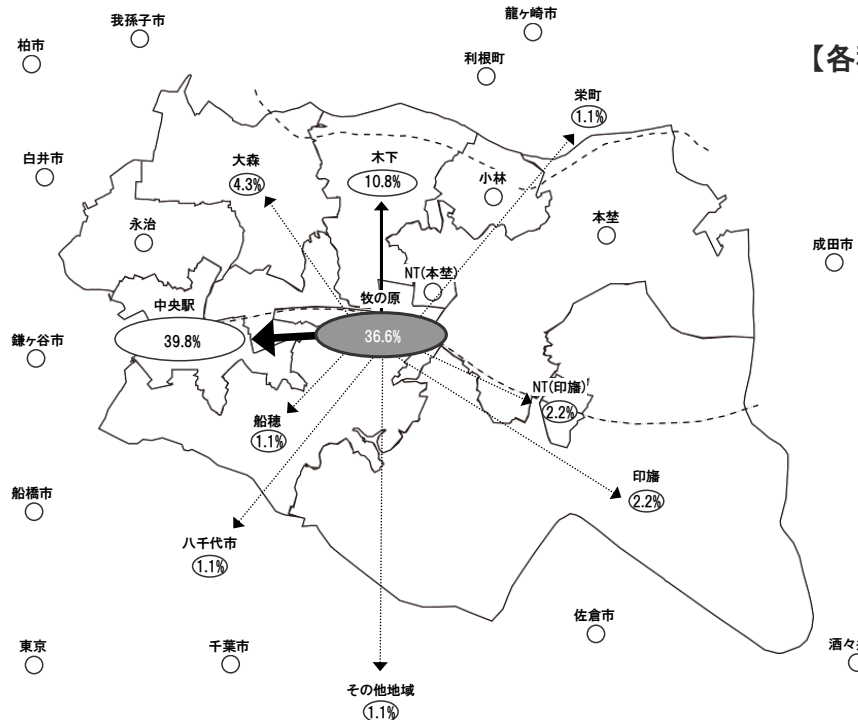 龍ヶ崎市
我孫子市
柏市
【各
利根町
栄町
1.1%
白井市
大森
4.3%
木下
10.8%
小林
永治
本埜
成田市
NT(本埜)
中央駅
39.8%
牧の原
36.6%
鎌ヶ谷市
NT(印旛)
2.2%
船穂
1.1%
印旛
2.2%
船橋市
八千代市
1.1%
佐倉市
東京
千葉市
酒々
その他地域
1.1%